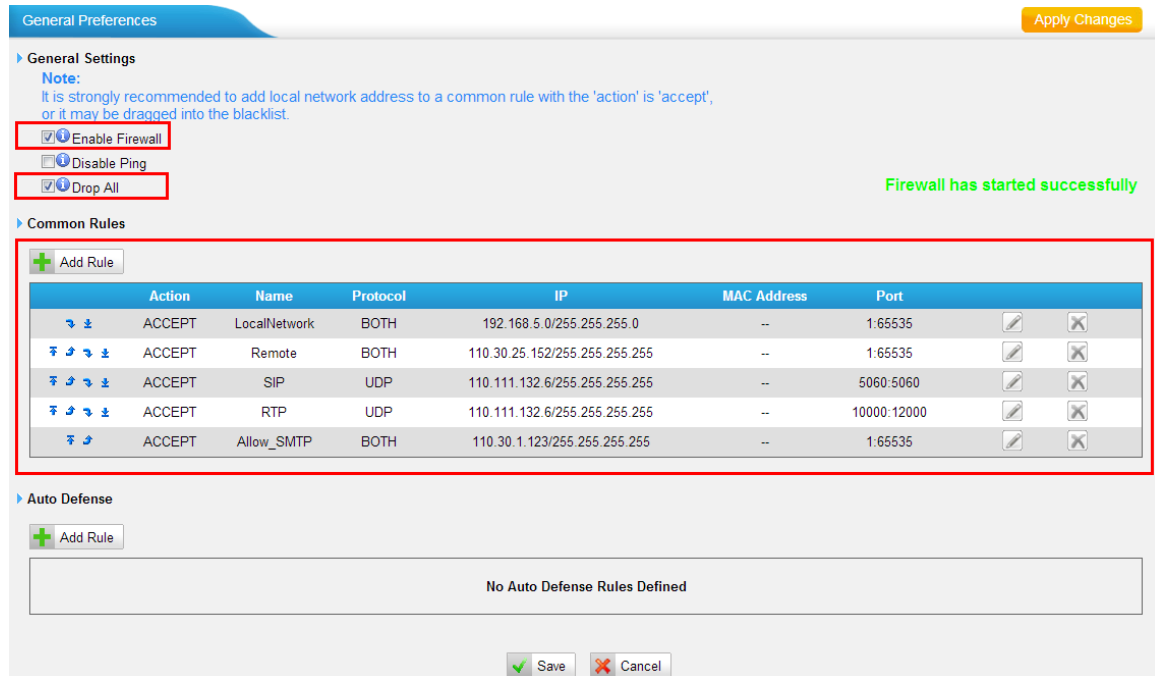 General Preferences
Apply Changes
General Settings
Note:
It is strongly recommended to add local network address to a common rule with the 'action' is 'accept',
or it may be dragged into the blacklist.
Enable Firewall
Disable Ping
Drop All
Firewall has started successfully
Common Rules
Add Rule
Action Name Protocol IP MAC Address Port
ACCEPT LocalNetwork BOTH 192.168.5.0/255.255.255.0 -- 1:65535
ACCEPT Remote BOTH 110.30.25.152/255.255.255.255 -- 1:65535
ACCEPT SIP UDP 110.111.132.6/255.255.255.255 -- 5060:5060
ACCEPT RTP UDP 110.111.132.6/255.255.255.255 -- 10000:12000
ACCEPT Allow_SMTP BOTH 110.30.1.123/255.255.255.255 -- 1:65535
Auto Defense
Add Rule
No Auto Defense Rules Defined
Save Cancel